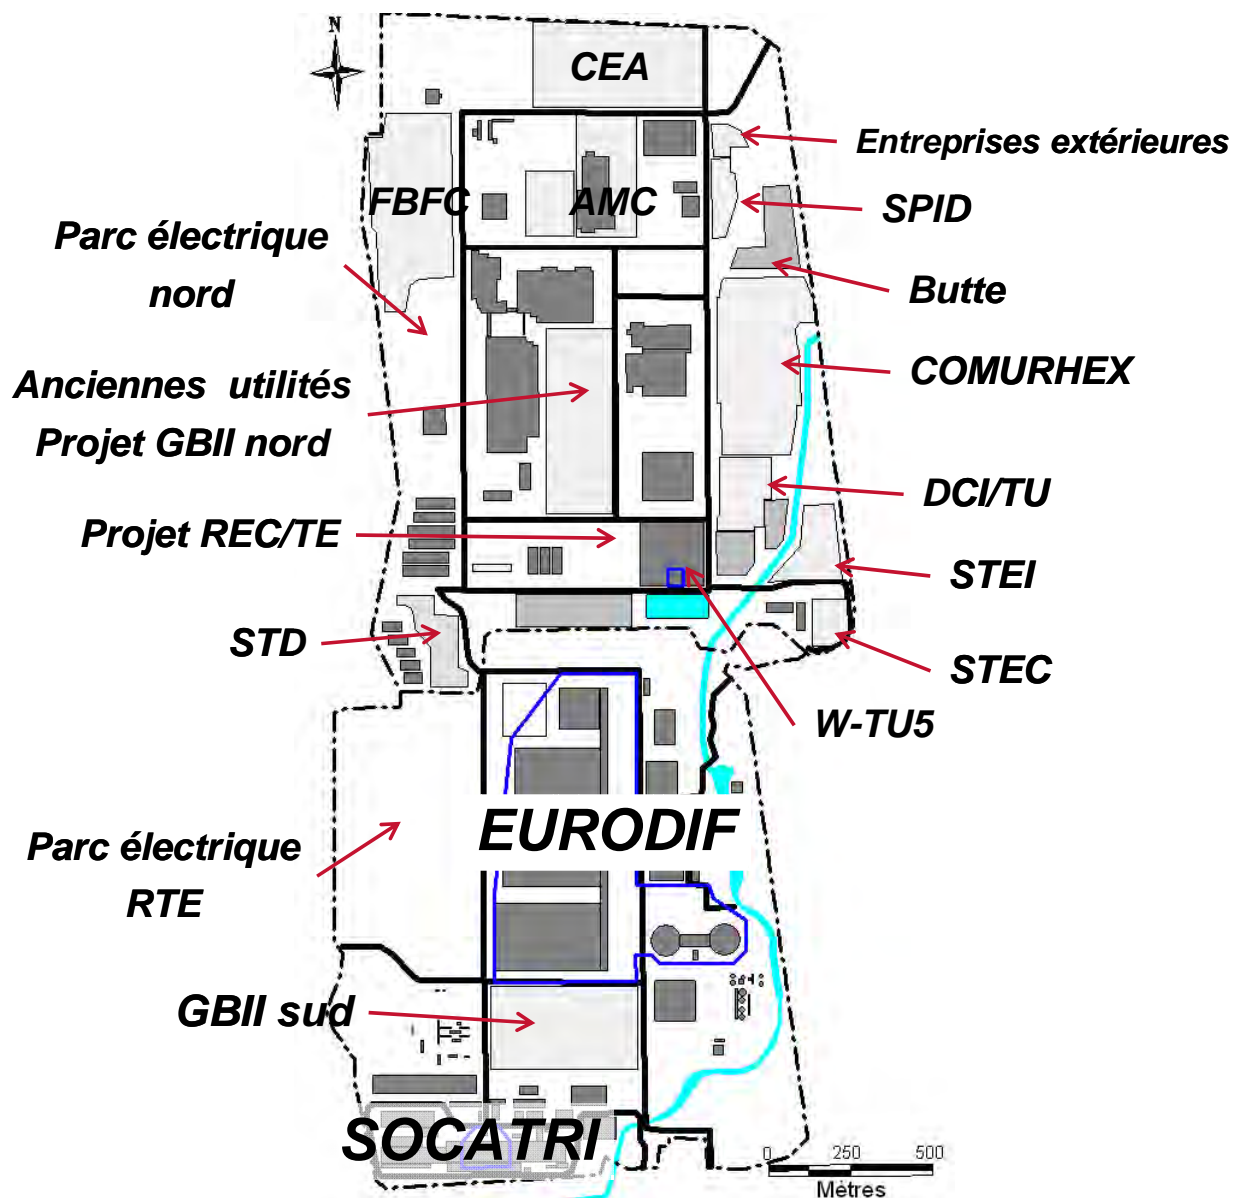 N
CEA
Entreprises extérieures
FBFC
AMC
SPID
Parc électrique
nord
Butte
Anciennes utilités
Projet GBII nord
COMURHEX
DCI/TU
Projet REC/TE
STEI
STD
STEC
W-TU5
EURODIF
Parc électrique
RTE
GBII sud
SOCATRI
0 250 500
Mètres